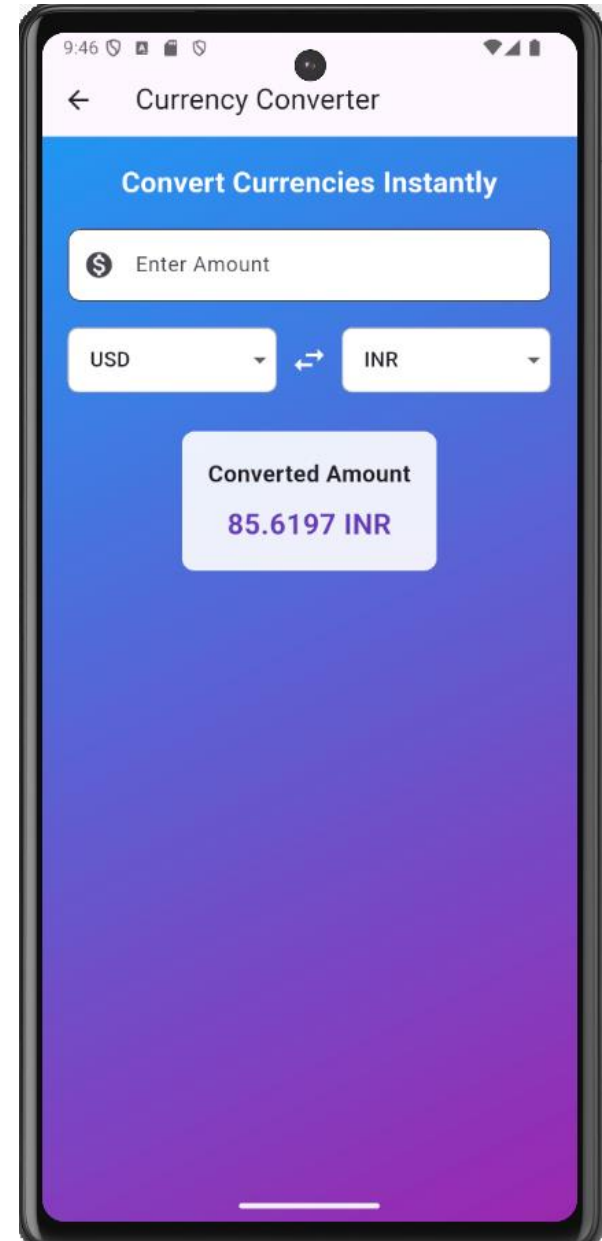 9:46
Currency Converter
Convert Currencies Instantly
Enter Amount
USD
INR
Converted Amount
85.6197 INR